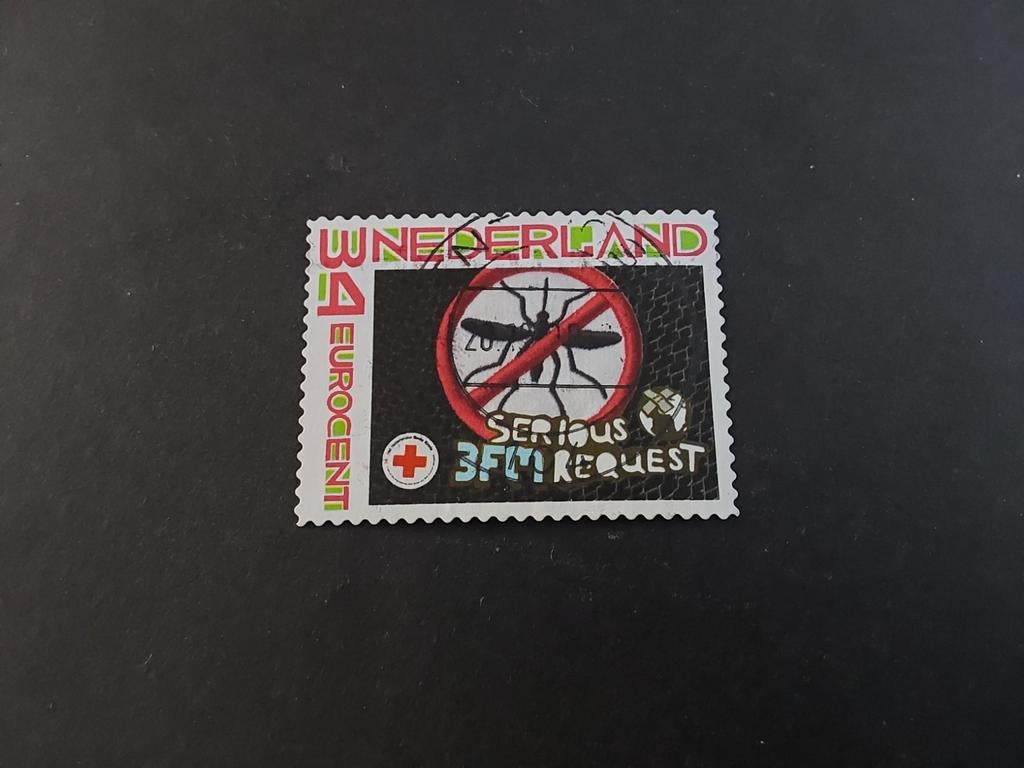 NEDERLAND
34 EUROCENT
SERIOUS
3FM REQUEST